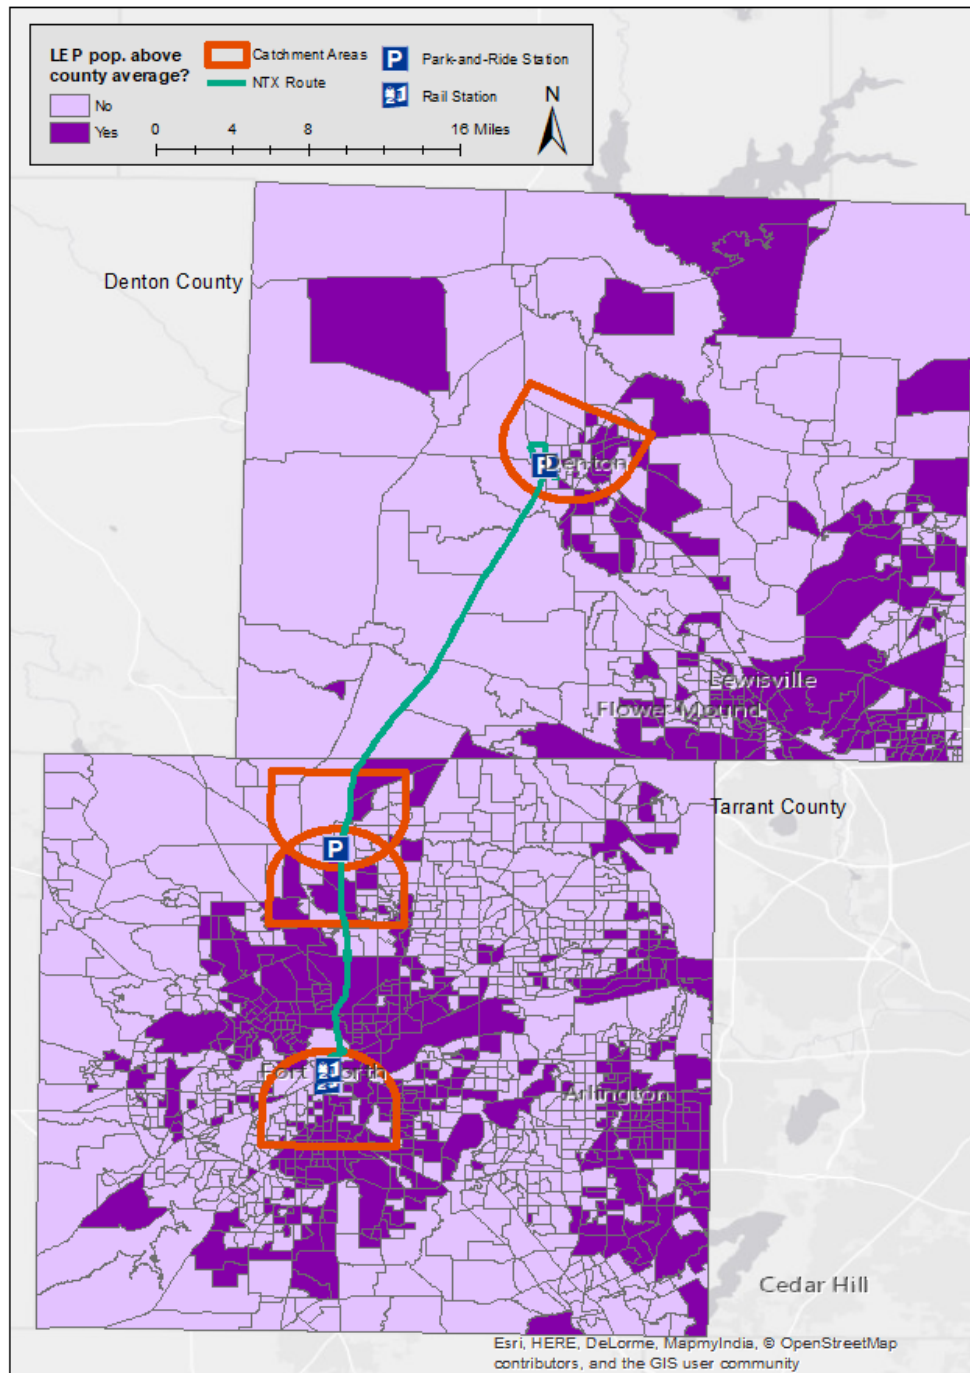 LEP pop. above
county average?
No
Yes
Catchment Areas
NTX Route
P
Park-and-Ride Station
Rail Station
N
0 4 8 16 Miles
Denton County
P
Denton
Lewisville
Flower Mound
Tarrant County
P
Fort Worth
Arlington
Cedar Hill
Esri, HERE, DeLorme, MapmyIndia, © OpenStreetMap
contributors, and the GIS user community